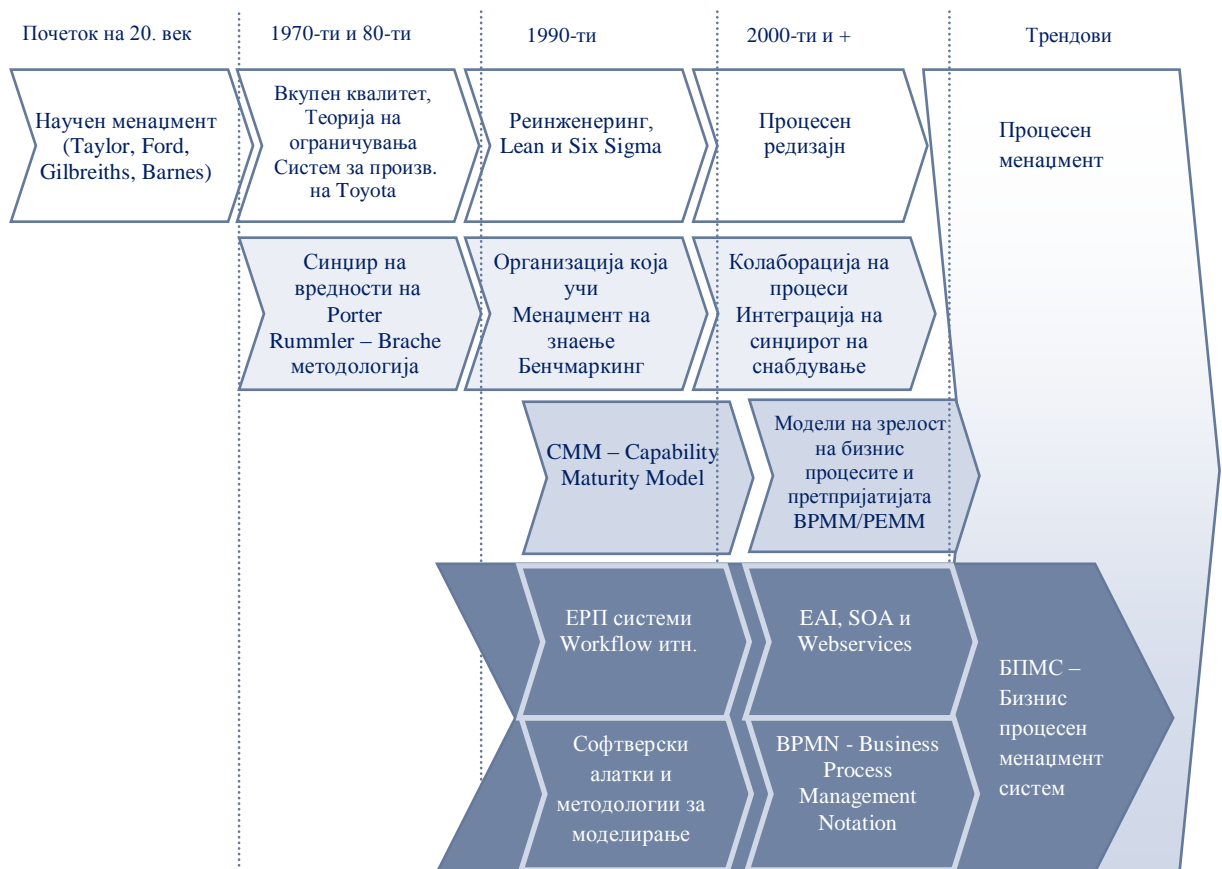 Почеток на 20. век
1970-ти и 80-ти
1990-ти
2000-ти и +
Трендови
Научен менаџмент
(Taylor, Ford,
Gilbreiths, Barnes)
Вкупен квалитет,
Теорија на
ограничувања
Систем за произв.
на Toyota
Реинженеринг,
Lean и Six Sigma
Процесен
редизајн
Процесен
менаџмент
Синџир на
вредности на
Porter
Rummler – Brache
методологија
Организација која
учи
Менаџмент на
знаење
Бенчмаркинг
Колаборација на
процеси
Интеграција на
синџирот на
снабдување
CMM – Capability
Maturity Model
Модели на зрелост
на бизнис
процесите и
претпријатијата
BPMM/PEMM
ЕРП системи
Workflow итн.
EAI, SOA и
Webservices
БПМС –
Бизнис
процесен
менаџмент
систем
Софтверски
алатки и
методологии за
моделирање
BPMN - Business
Process
Management
Notation